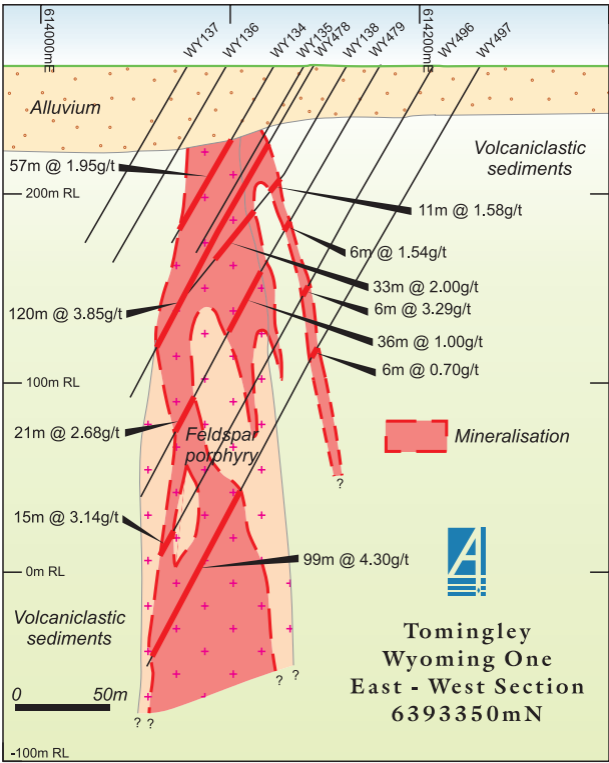 614000mE
WY137
WY136
WY134
WY135
WY478
WY138
WY479
614200mE
WY496
WY497
Alluvium
Volcaniclastic
sediments
57m @ 1.95g/t
200m RL
11m @ 1.58g/t
6m @ 1.54g/t
33m @ 2.00g/t
6m @ 3.29g/t
120m @ 3.85g/t
36m @ 1.00g/t
6m @ 0.70g/t
100m RL
21m @ 2.68g/t
Feldspar
porphyry
Mineralisation
?
15m @ 3.14g/t
99m @ 4.30g/t
0m RL
Volcaniclastic
sediments
Tomingley
Wyoming One
East - West Section
6393350mN
0 50m
? ?
? ?
-100m RL